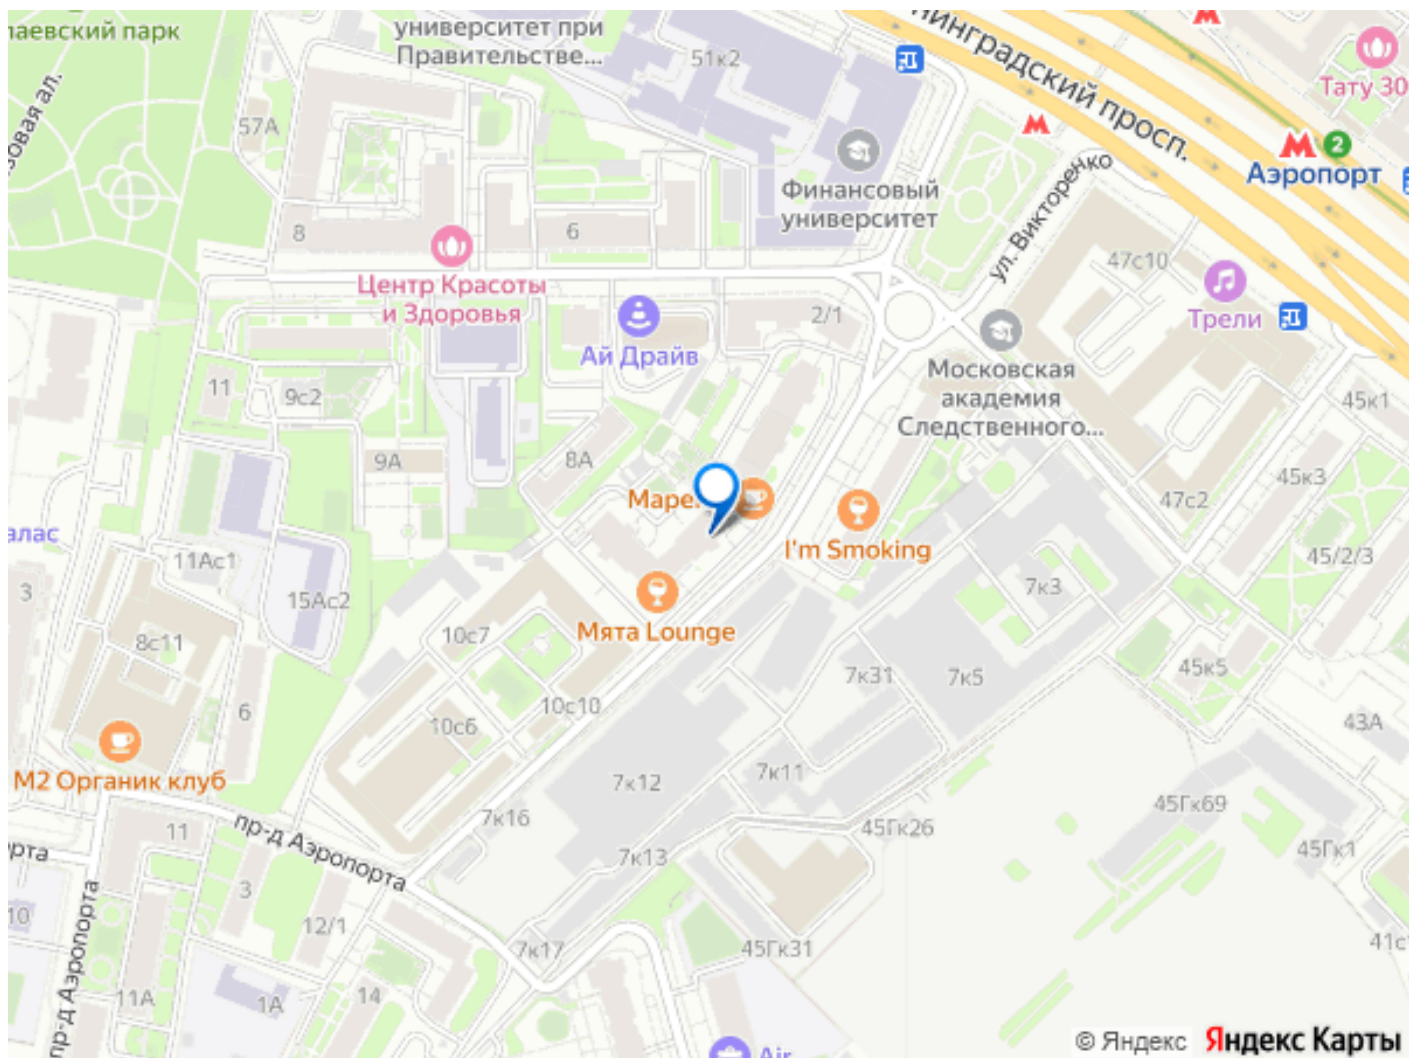 лаевский парк
университет при
Правительстве...
51к2
нинградский просп.
Тату 30
2
Аэропорт
57А
зовая ал.
Финансовый
университет
ул. Викторенко
8
6
47с10
Центр Красоты
и Здоровья
Ай Драйв
2/1
Трели
Московская
академия
Следственного...
11
9с2
45к1
9А
8А
45к3
Маре.
47с2
I'm Smoking
алас
11Ас1
45/2/3
3
15Ас2
7к3
Мята Lounge
8с11
10с7
7к31
7к5
45к5
6
10с6
10с10
43А
М2 Органик клуб
7к12
7к11
45Гк69
7к16
пр-д Аэропорта
11
45Гк26
орта
7к13
45Гк1
3
10
12/1
пр-д Аэропорта
7к17
45Гк31
41с
11А
1А
14
Air
© Яндекс Яндекс Карты